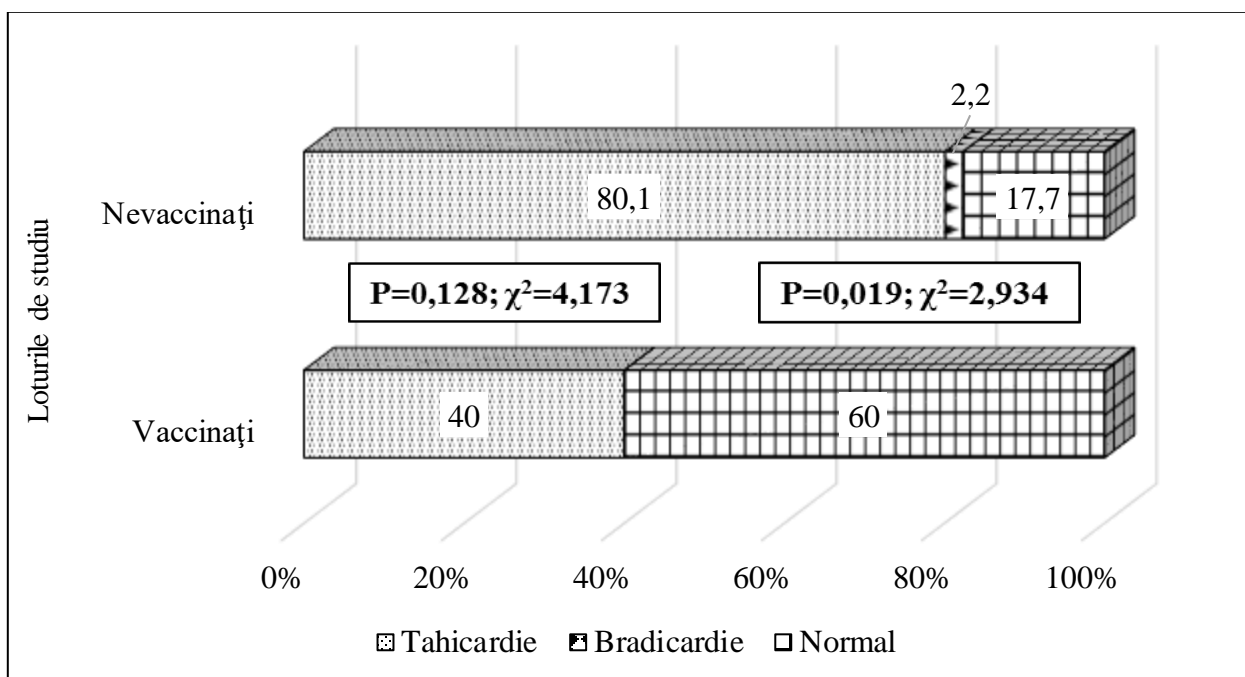 2,2
Nevaccinaţi
80,1
17,7
P=0,128; χ²=4,173
P=0,019; χ²=2,934
Loturile de studiu
Vaccinaţi
40
60
0%
20%
40%
60%
80%
100%
Tahicardie
Bradicardie
Normal